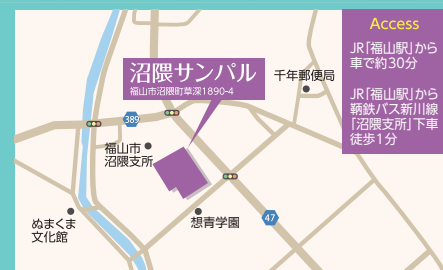 沼隈サンパル
福山市沼隈町草深1890-4
千年郵便局
389
福山市
沼隈支所
ぬまくま
文化館
想青学園
47
Access
JR「福山駅」から
車で約30分
JR「福山駅」から
鞆鉄バス新川線
「沼隈支所」下車
徒歩1分